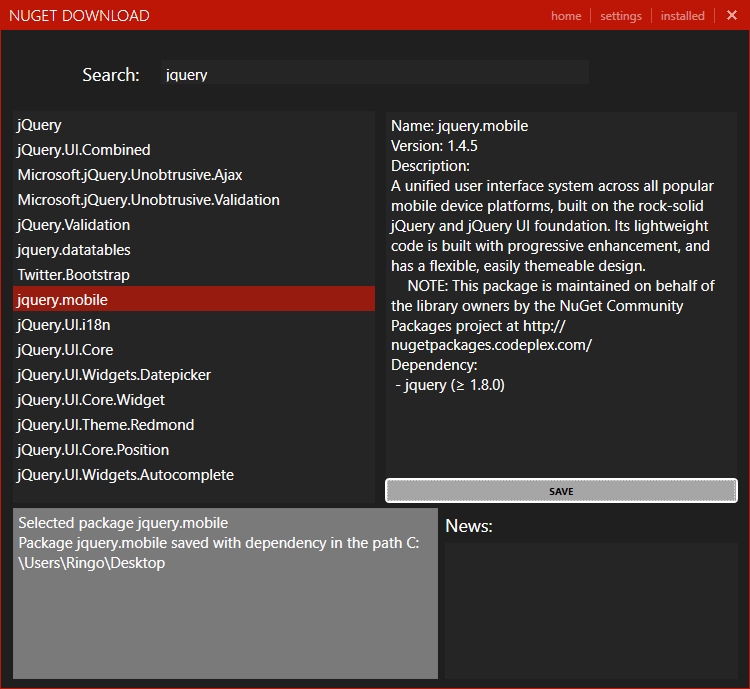 NUGET DOWNLOAD
home
settings
installed
Search:
jquery
jQuery
jQuery.UI.Combined
Microsoft.jQuery.Unobtrusive.Ajax
Microsoft.jQuery.Unobtrusive.Validation
jQuery.Validation
jquery.datatables
Twitter.Bootstrap
jquery.mobile
jQuery.UI.i18n
jQuery.UI.Core
jQuery.UI.Widgets.Datepicker
jQuery.UI.Core.Widget
jQuery.UI.Theme.Redmond
jQuery.UI.Core.Position
jQuery.UI.Widgets.Autocomplete
Name: jquery.mobile
Version: 1.4.5
Description:
A unified user interface system across all popular
mobile device platforms, built on the rock-solid
jQuery and jQuery UI foundation. Its lightweight
code is built with progressive enhancement, and
has a flexible, easily themeable design.
NOTE: This package is maintained on behalf of
the library owners by the NuGet Community
Packages project at http://
nugetpackages.codeplex.com/
Dependency:
- jquery (≥ 1.8.0)
SAVE
Selected package jquery.mobile
Package jquery.mobile saved with dependency in the path C:
\Users\Ringo\Desktop
News: